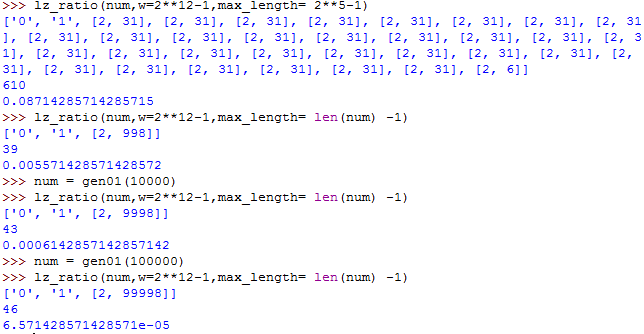 >>> lz_ratio(num,w=2**12-1,max_length= 2**5-1)
['0', '1', [2, 31], [2, 31], [2, 31], [2, 31], [2, 31], [2, 31], [2, 31], [2, 31
], [2, 31], [2, 31], [2, 31], [2, 31], [2, 31], [2, 31], [2, 31], [2, 31], [2, 3
1], [2, 31], [2, 31], [2, 31], [2, 31], [2, 31], [2, 31], [2, 31], [2, 31], [2,
31], [2, 31], [2, 31], [2, 31], [2, 31], [2, 31], [2, 31], [2, 6]]
610
0.08714285714285715
>>> lz_ratio(num,w=2**12-1,max_length= len(num) -1)
['0', '1', [2, 998]]
39
0.005571428571428572
>>> num = gen01(10000)
>>> lz_ratio(num,w=2**12-1,max_length= len(num) -1)
['0', '1', [2, 9998]]
43
0.0006142857142857142
>>> num = gen01(100000)
>>> lz_ratio(num,w=2**12-1,max_length= len(num) -1)
['0', '1', [2, 99998]]
46
6.571428571428571e-05